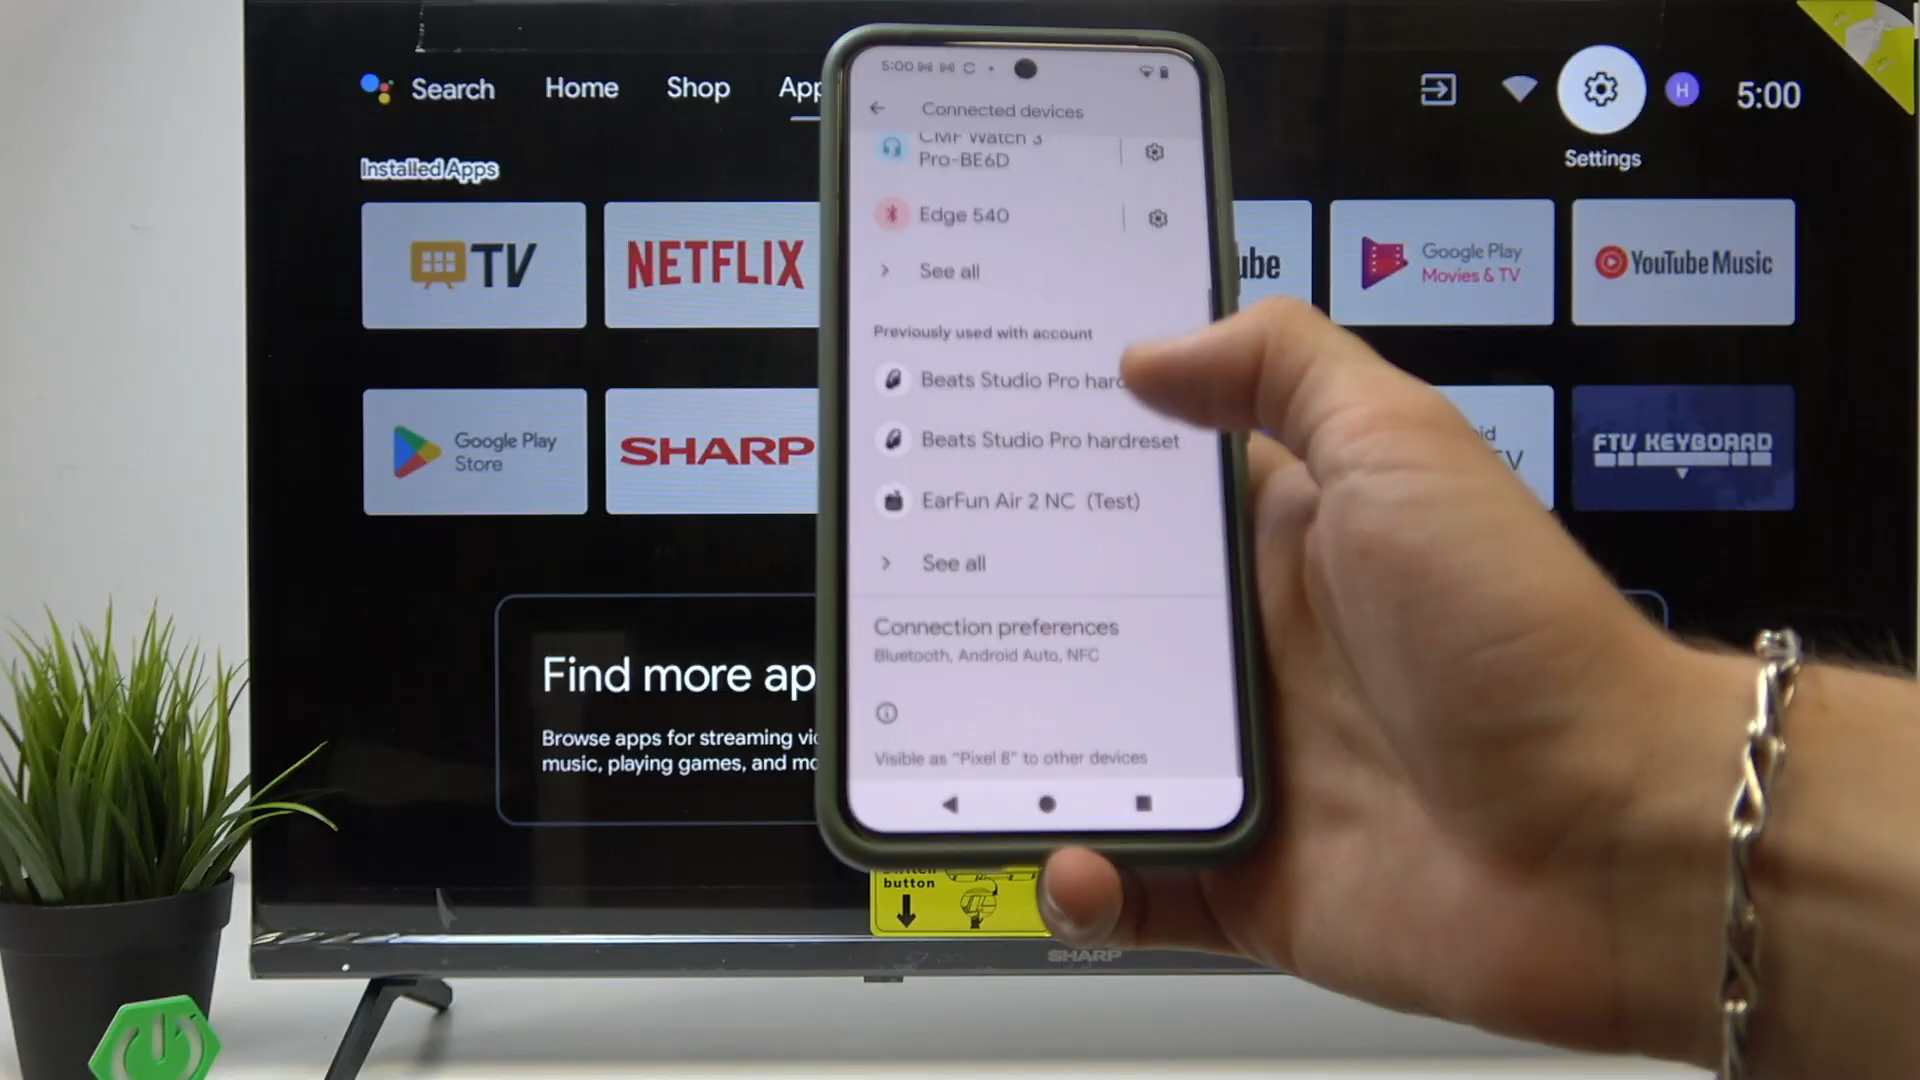 Search
Home
Shop
App
5:00
H
Settings
Installed Apps
TV
NETFLIX
ube
Google Play
Movies & TV
YouTube Music
Google Play
Store
SHARP
id
V
FTV KEYBOARD
Find more ap
Browse apps for streaming vi
music, playing games, and mo
5:00
Connected devices
CMF Watch 3
Pro-BE6D
Edge 540
See all
Previously used with account
Beats Studio Pro hard
Beats Studio Pro hardreset
EarFun Air 2 NC (Test)
See all
Connection preferences
Bluetooth, Android Auto, NFC
Visible as "Pixel 8" to other devices
button
SHARP